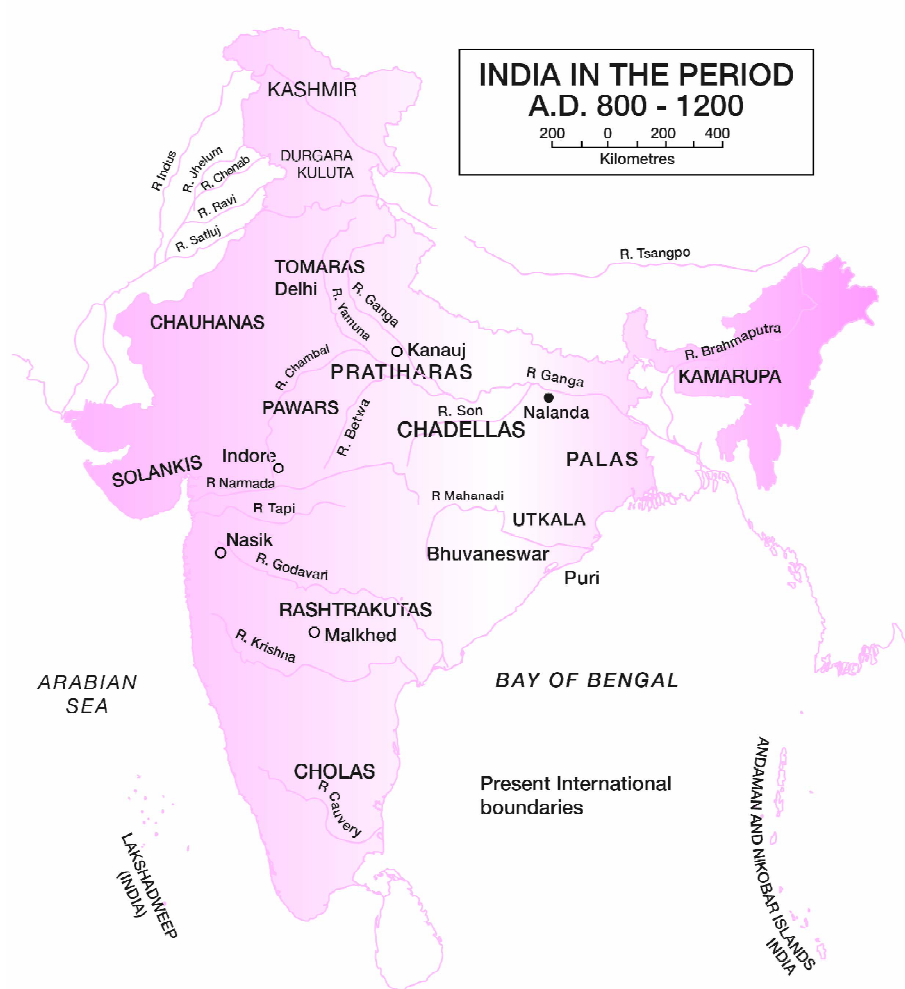 INDIA IN THE PERIOD
A.D. 800 - 1200
200 0 200 400
Kilometres
KASHMIR
DURGARA
KULUTA
R Indus
R. Jhelum
R. Chenab
R. Ravi
R. Satluj
R. Tsangpo
TOMARAS
Delhi
R. Ganga
R. Yamuna
CHAUHANAS
R. Brahmaputra
Kanauj
R. Chambal
PRATIHARAS
R Ganga
KAMARUPA
PAWARS
R. Betwa
R. Son
Nalanda
CHADELLAS
Indore
PALAS
SOLANKIS
R Narmada
R Mahanadi
R Tapi
UTKALA
Nasik
Bhuvaneswar
R. Godavari
Puri
RASHTRAKUTAS
Malkhed
R. Krishna
ARABIAN
SEA
BAY OF BENGAL
CHOLAS
R Cauvery
Present International
boundaries
LAKSHADWEEP
(INDIA)
ANDAMAN AND NIKOBAR ISLANDS
INDIA